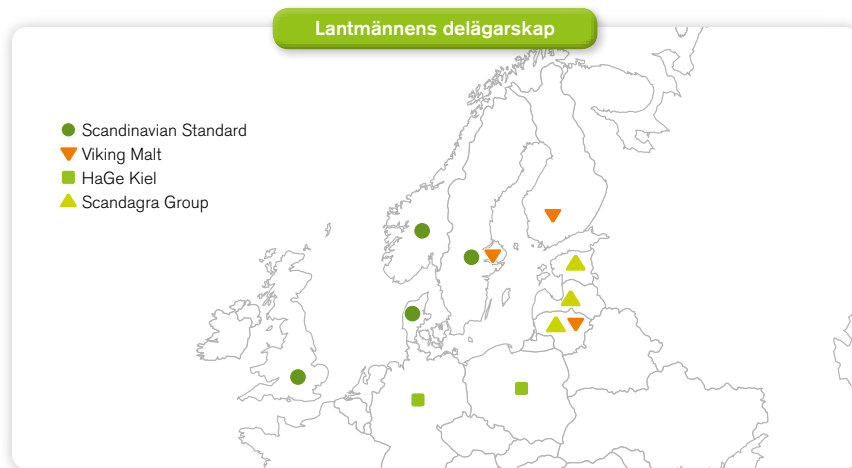 Lantmännens delägarskap
Scandinavian Standard
Viking Malt
HaGe Kiel
Scandagra Group